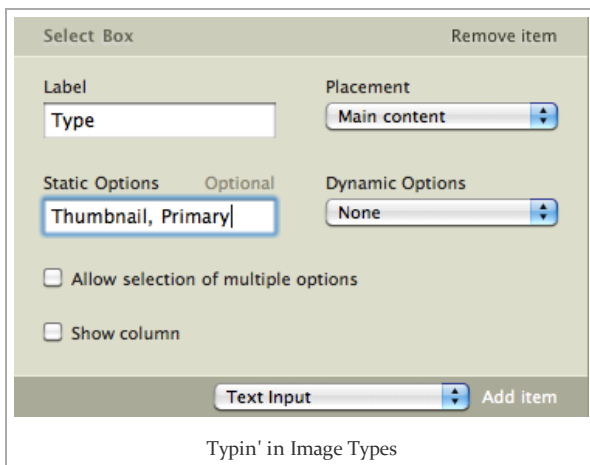 Select Box Remove item
Label Placement
Type Main content
Static Options Optional Dynamic Options
Thumbnail, Primary None
Allow selection of multiple options
Show column
Text Input Add item
Typin' in Image Types